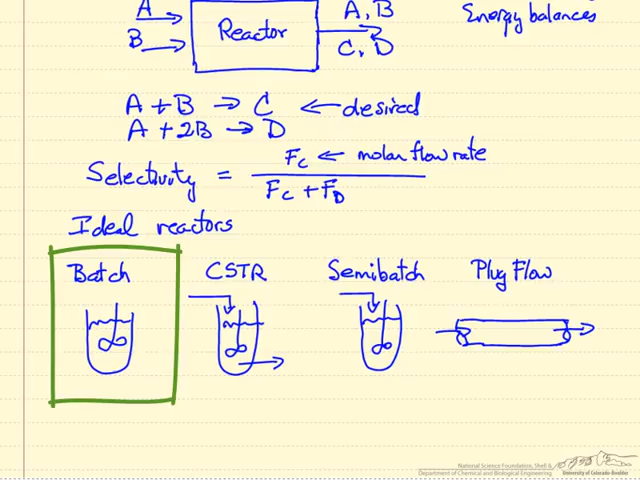 A
A, B
Energy balances
B
Reactor
C, D
A + B → C ← desired
A + 2B → D
Selectivity = F_C ← molar flow rate
F_C + F_D
Ideal reactors
Batch CSTR Semibatch Plug Flow
National Science Foundation, Shell &
Department of Chemical and Biological Engineering
University of Colorado Boulder